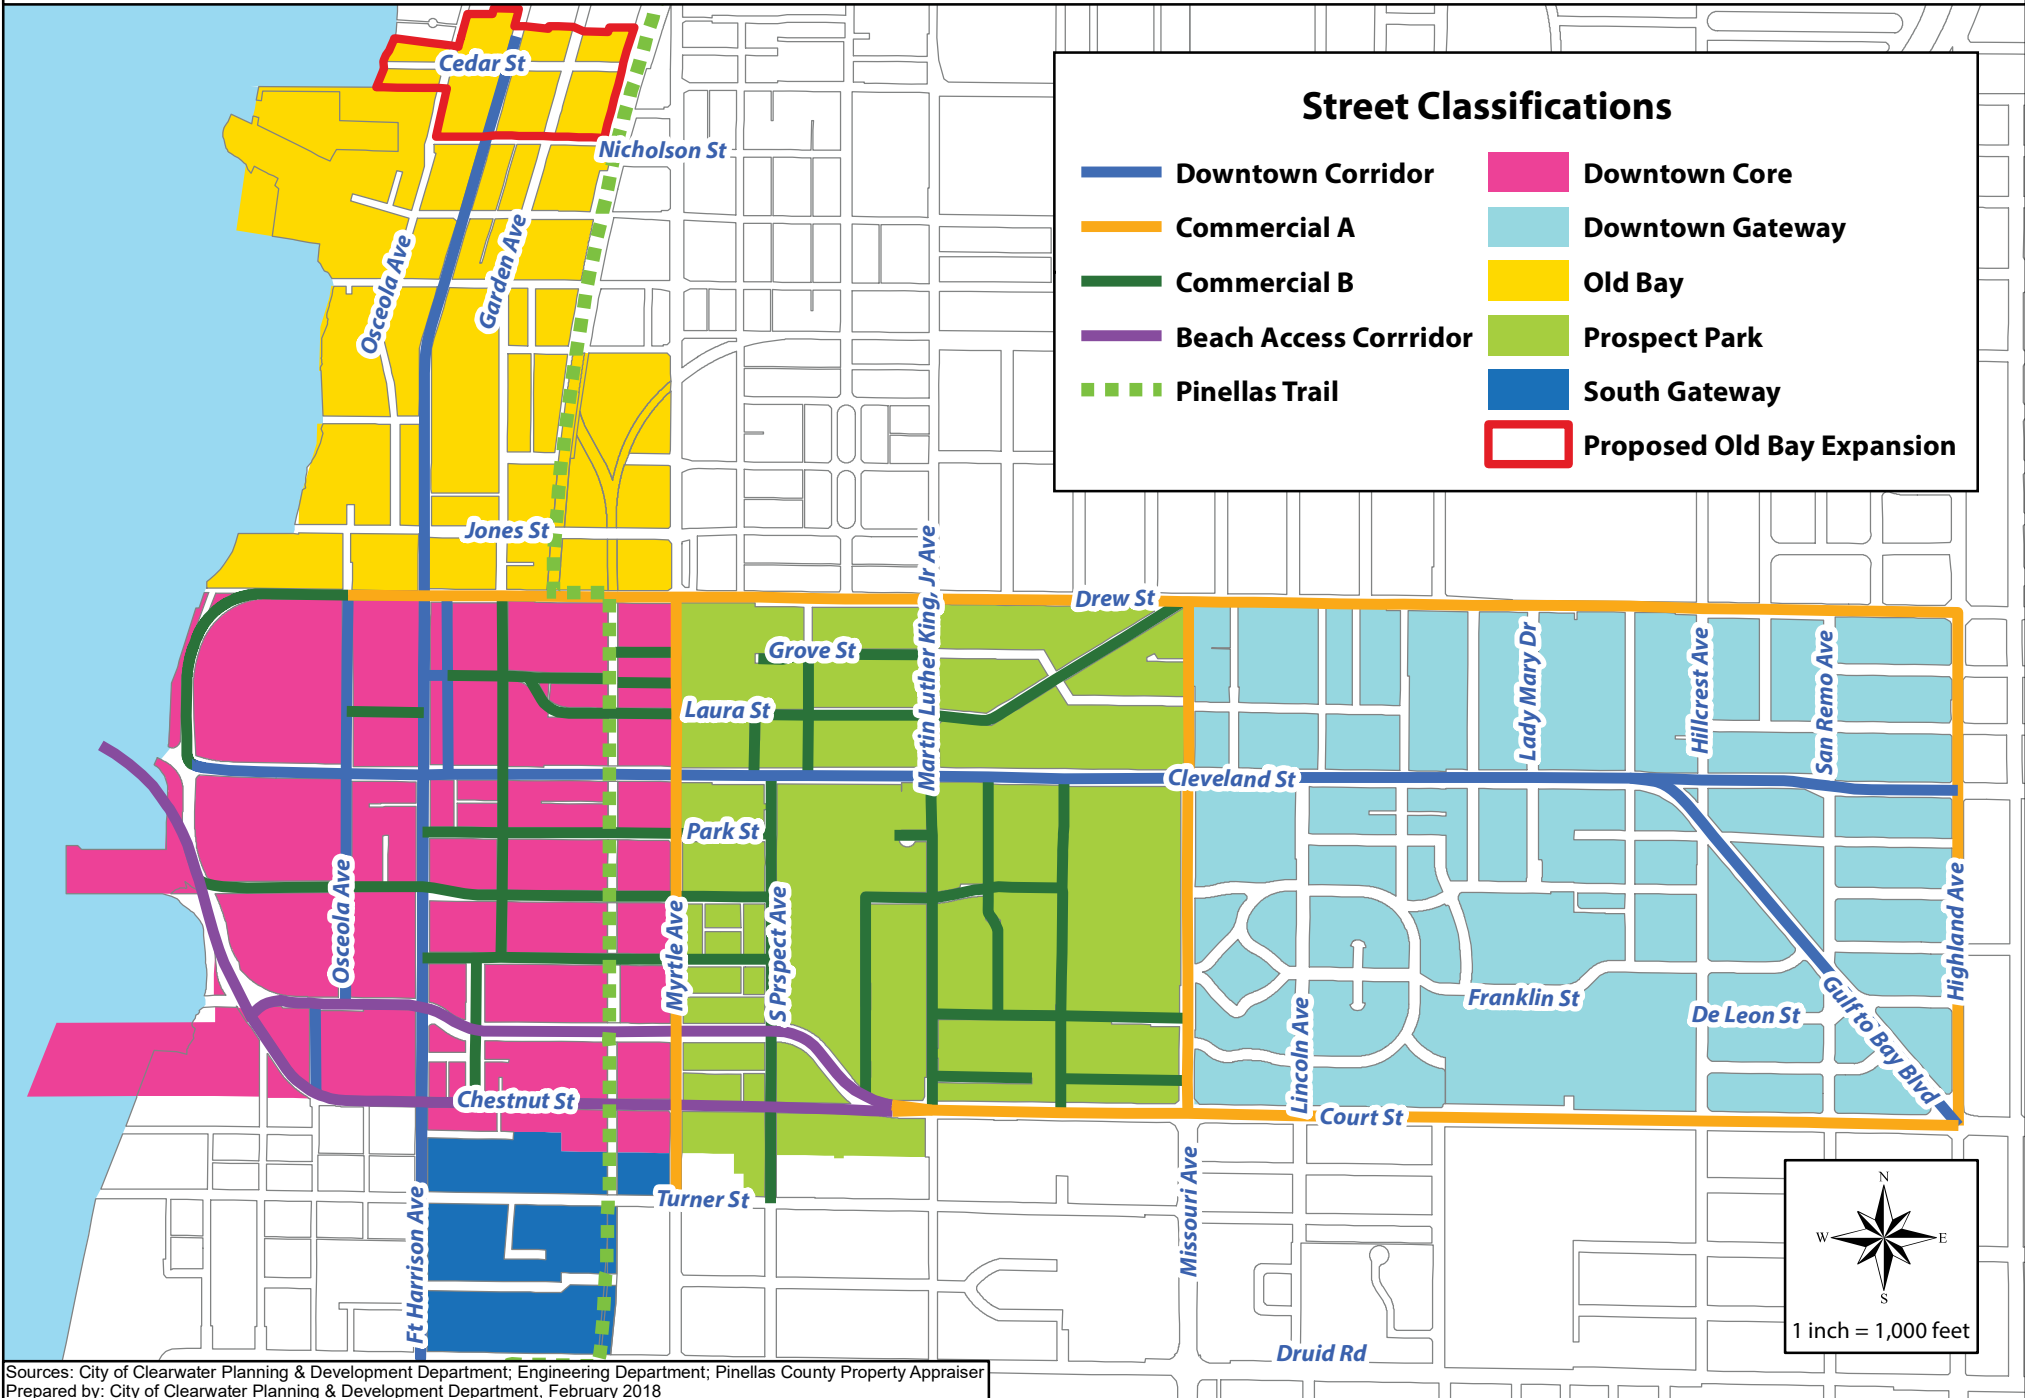 Cedar St
Nicholson St
Street Classifications
Downtown Corridor
Commercial A
Commercial B
Beach Access Corrridor
Pinellas Trail
Downtown Core
Downtown Gateway
Old Bay
Prospect Park
South Gateway
Proposed Old Bay Expansion
Osceola Ave
Garden Ave
Jones St
Martin Luther King, Jr Ave
Drew St
Grove St
Laura St
Lady Mary Dr
Hillcrest Ave
San Remo Ave
Cleveland St
Park St
Osceola Ave
Myrtle Ave
S Prspect Ave
Highland Ave
Franklin St
De Leon St
Gulf to Bay Blvd
Lincoln Ave
Chestnut St
Court St
Turner St
Ft Harrison Ave
Missouri Ave
Druid Rd
N
W E
S
1 inch = 1,000 feet
Sources: City of Clearwater Planning & Development Department; Engineering Department; Pinellas County Property Appraiser
Prepared by: City of Clearwater Planning & Development Department, February 2018